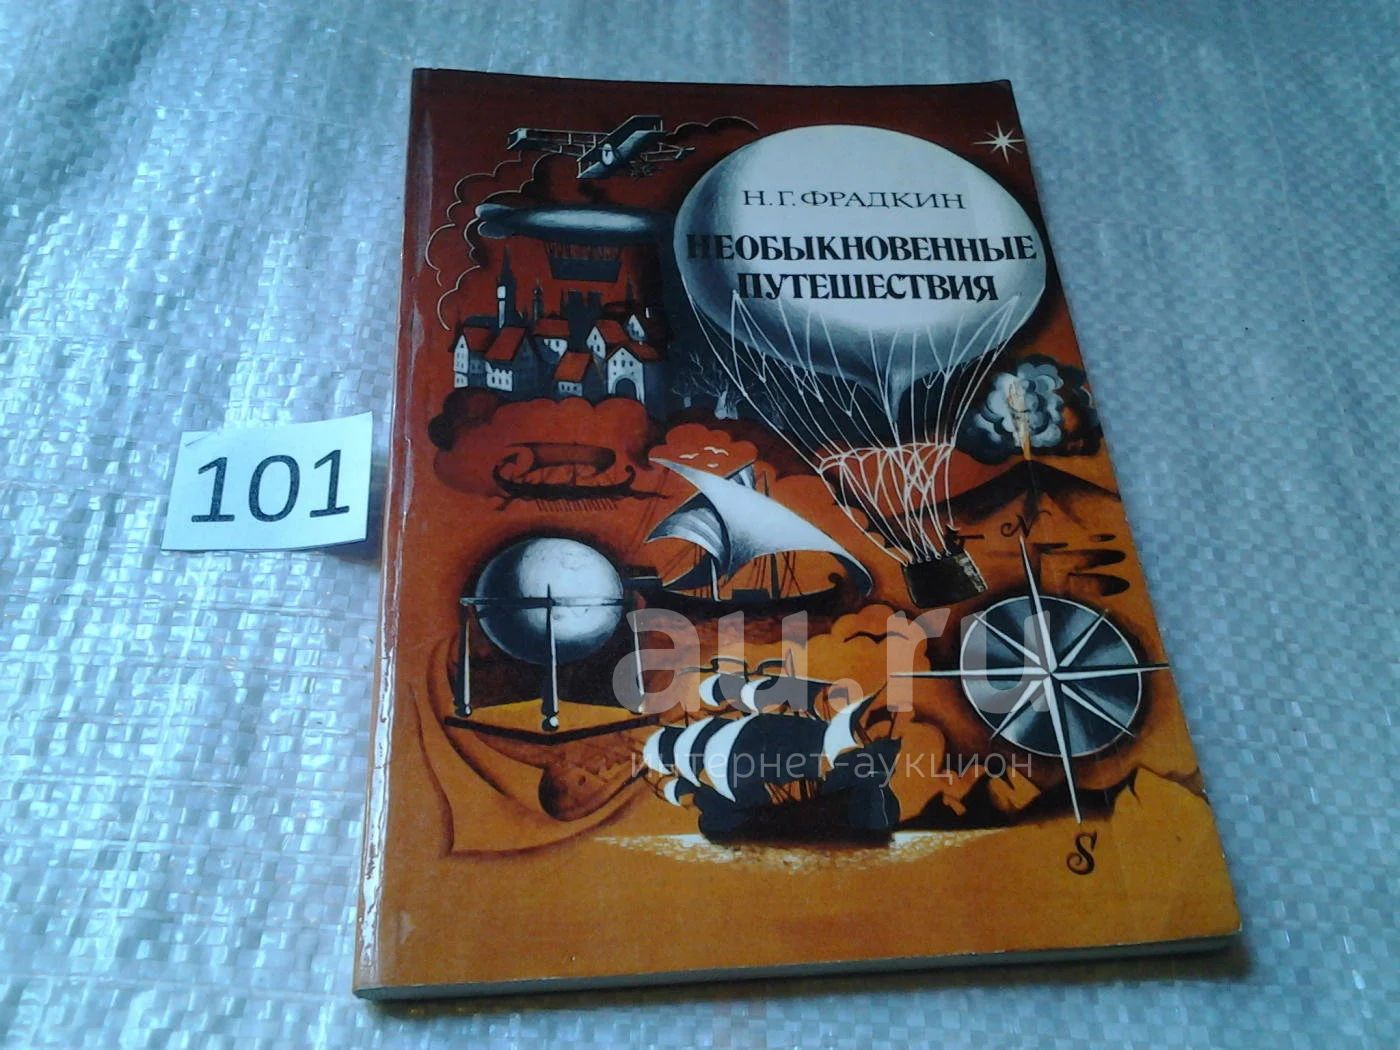 Н. Г. ФРАДКИН
НЕОБЫКНОВЕННЫЕ
ПУТЕШЕСТВИЯ
101
N
au.ru
интернет-аукцион
S